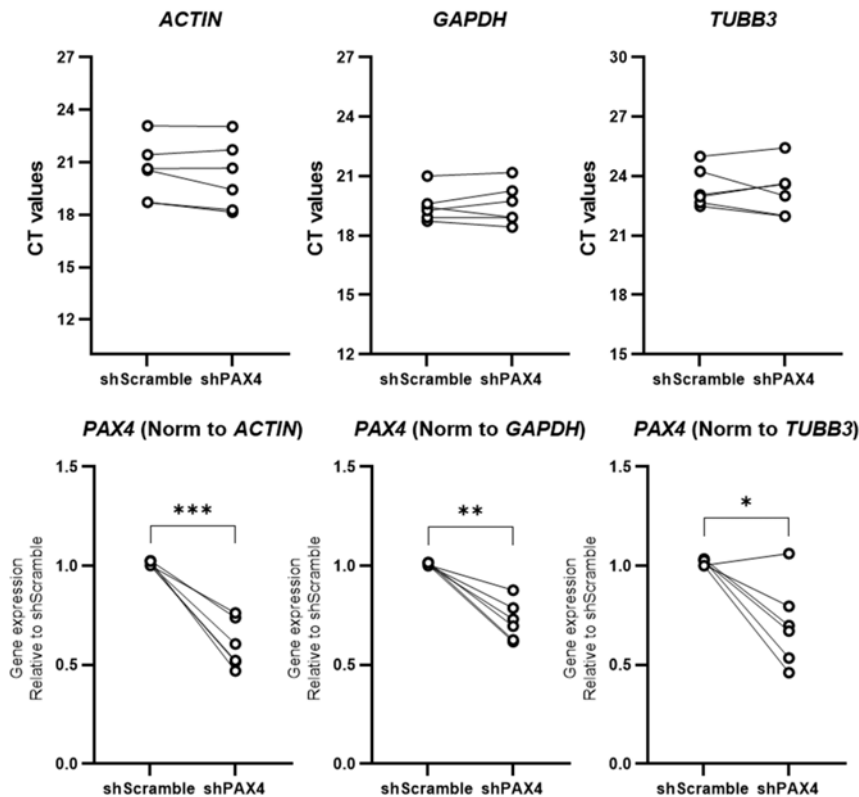 ACTIN
GAPDH
TUBB3
CT values
27
24
21
18
15
12
shScramble shPAX4
CT values
27
24
21
18
15
12
shScramble shPAX4
CT values
30
27
24
21
18
15
shScramble shPAX4
PAX4 (Norm to ACTIN)
PAX4 (Norm to GAPDH)
PAX4 (Norm to TUBB3)
Gene expression
Relative to shScramble
1.5
1.0
0.5
0.0
***
shScramble shPAX4
Gene expression
Relative to shScramble
1.5
1.0
0.5
0.0
**
shScramble shPAX4
Gene expression
Relative to shScramble
1.5
1.0
0.5
0.0
*
shScramble shPAX4